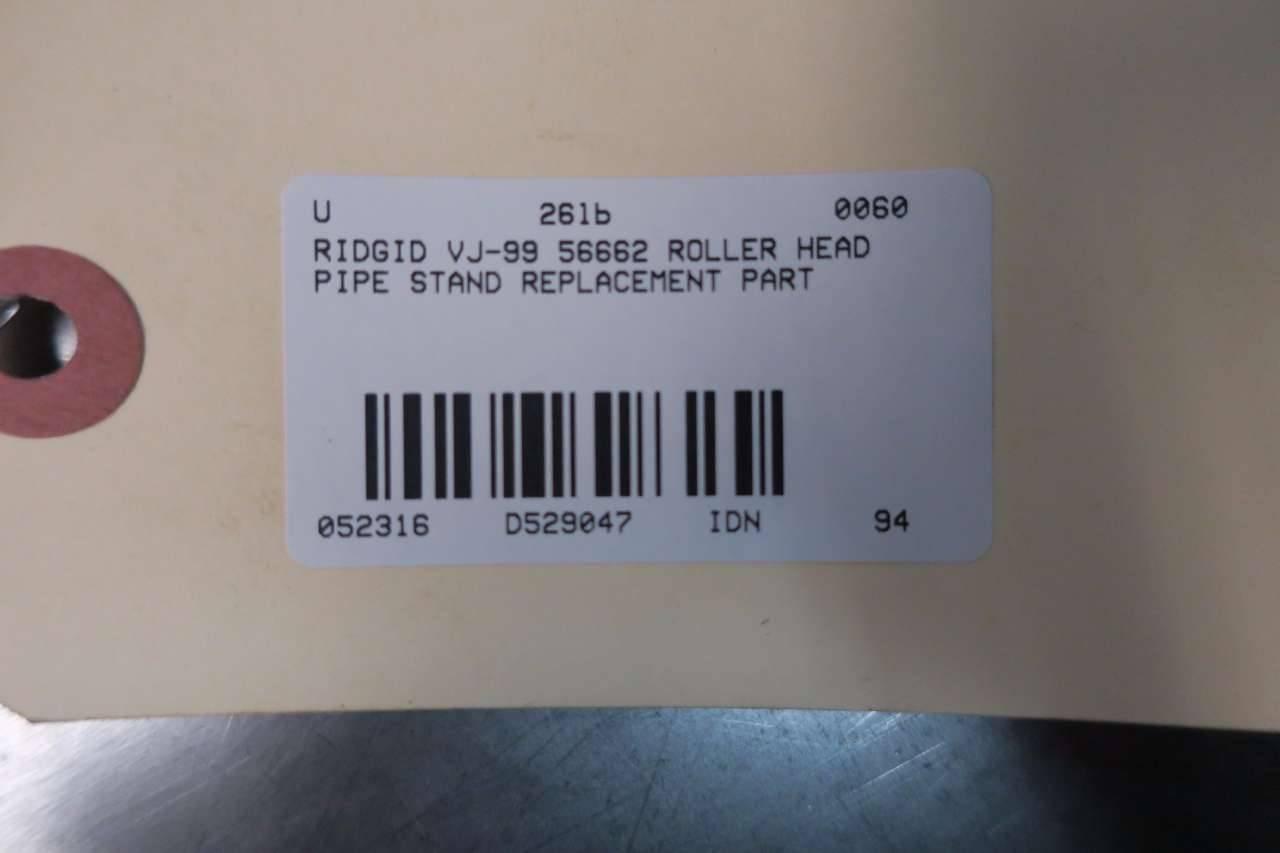 U 261b 0060
RIDGID VJ-99 56662 ROLLER HEAD
PIPE STAND REPLACEMENT PART
052316 D529047 IDN 94